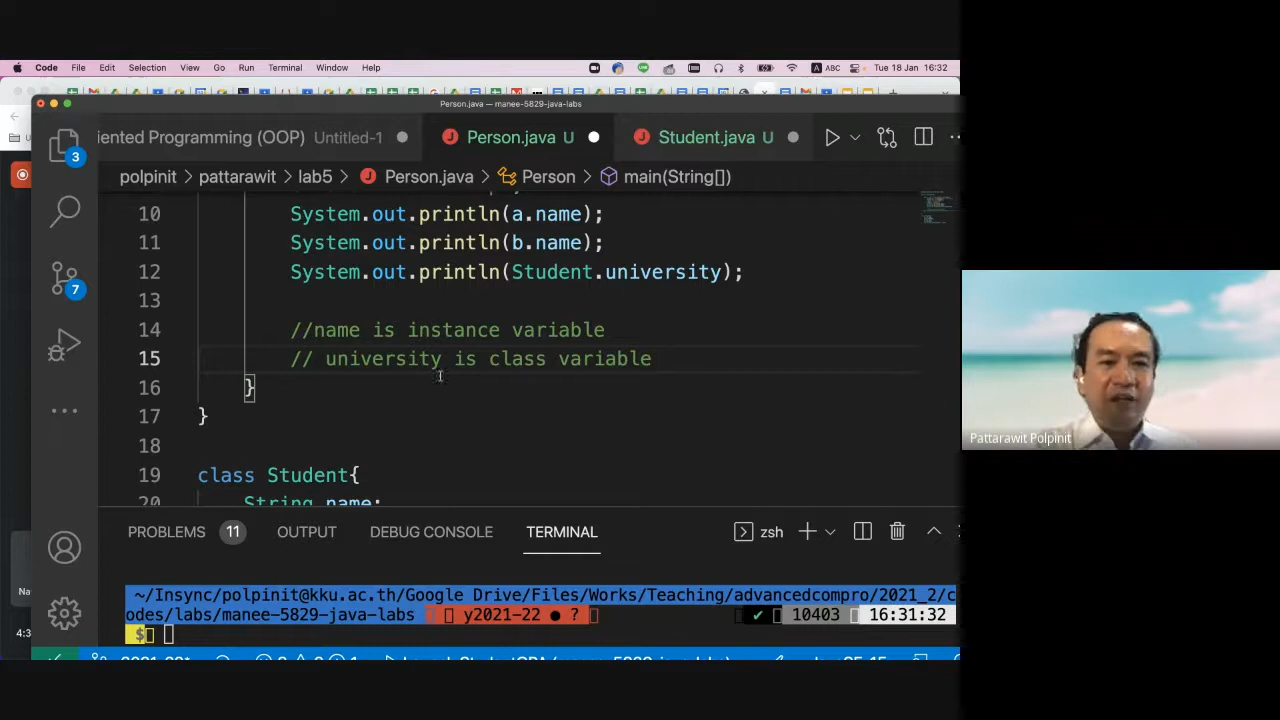 Code File Edit Selection View Go Run Terminal Window Help ABC Tue 18 Jan 16:32
Person.java — manee-5829-java-labs
iented Programming (OOP) Untitled-1 Person.java U Student.java U
polpinit > pattarawit > lab5 > Person.java > Person > main(String[])
10 System.out.println(a.name);
11 System.out.println(b.name);
12 System.out.println(Student.university);
13
14 //name is instance variable
15 // university is class variable
16 }
17 }
18
19 class Student{
20 String name;
3
7
Pattarawit Polpinit
PROBLEMS 11 OUTPUT DEBUG CONSOLE TERMINAL zsh
~/Insync/polpinit@kku.ac.th/Google Drive/Files/Works/Teaching/advancedcompro/2021_2/c
odes/labs/manee-5829-java-labs y2021-22 ● ? ✔ 10403 16:31:32
$